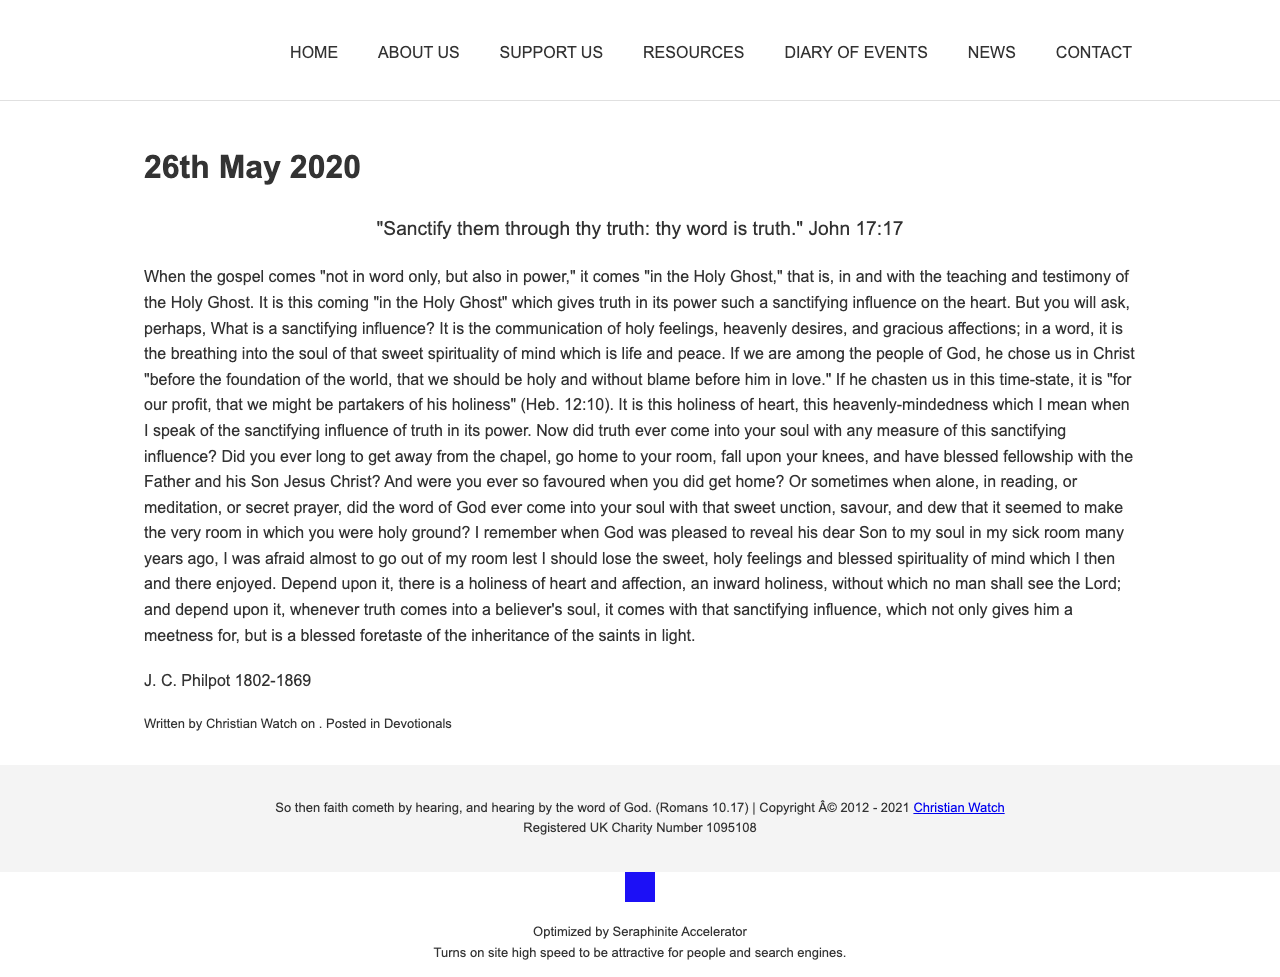 HOME ABOUT US SUPPORT US RESOURCES DIARY OF EVENTS NEWS CONTACT
26th May 2020
"Sanctify them through thy truth: thy word is truth." John 17:17
When the gospel comes "not in word only, but also in power," it comes "in the Holy Ghost," that is, in and with the teaching and testimony of
the Holy Ghost. It is this coming "in the Holy Ghost" which gives truth in its power such a sanctifying influence on the heart. But you will ask,
perhaps, What is a sanctifying influence? It is the communication of holy feelings, heavenly desires, and gracious affections; in a word, it is
the breathing into the soul of that sweet spirituality of mind which is life and peace. If we are among the people of God, he chose us in Christ
"before the foundation of the world, that we should be holy and without blame before him in love." If he chasten us in this time-state, it is "for
our profit, that we might be partakers of his holiness" (Heb. 12:10). It is this holiness of heart, this heavenly-mindedness which I mean when
I speak of the sanctifying influence of truth in its power. Now did truth ever come into your soul with any measure of this sanctifying
influence? Did you ever long to get away from the chapel, go home to your room, fall upon your knees, and have blessed fellowship with the
Father and his Son Jesus Christ? And were you ever so favoured when you did get home? Or sometimes when alone, in reading, or
meditation, or secret prayer, did the word of God ever come into your soul with that sweet unction, savour, and dew that it seemed to make
the very room in which you were holy ground? I remember when God was pleased to reveal his dear Son to my soul in my sick room many
years ago, I was afraid almost to go out of my room lest I should lose the sweet, holy feelings and blessed spirituality of mind which I then
and there enjoyed. Depend upon it, there is a holiness of heart and affection, an inward holiness, without which no man shall see the Lord;
and depend upon it, whenever truth comes into a believer's soul, it comes with that sanctifying influence, which not only gives him a
meetness for, but is a blessed foretaste of the inheritance of the saints in light.
J. C. Philpot 1802-1869
Written by Christian Watch on . Posted in Devotionals
So then faith cometh by hearing, and hearing by the word of God. (Romans 10.17) | Copyright Â© 2012 - 2021 Christian Watch
Registered UK Charity Number 1095108
Optimized by Seraphinite Accelerator
Turns on site high speed to be attractive for people and search engines.